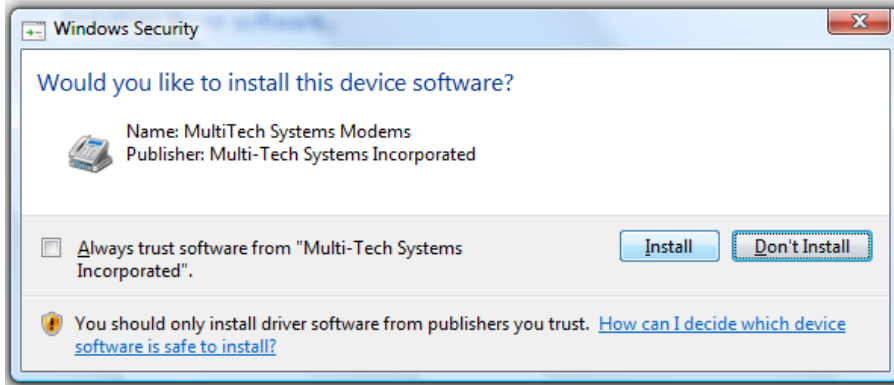 Windows Security
Would you like to install this device software?
Name: MultiTech Systems Modems
Publisher: Multi-Tech Systems Incorporated
Always trust software from "Multi-Tech Systems
Incorporated".
Install
Don't Install
You should only install driver software from publishers you trust. How can I decide which device
software is safe to install?